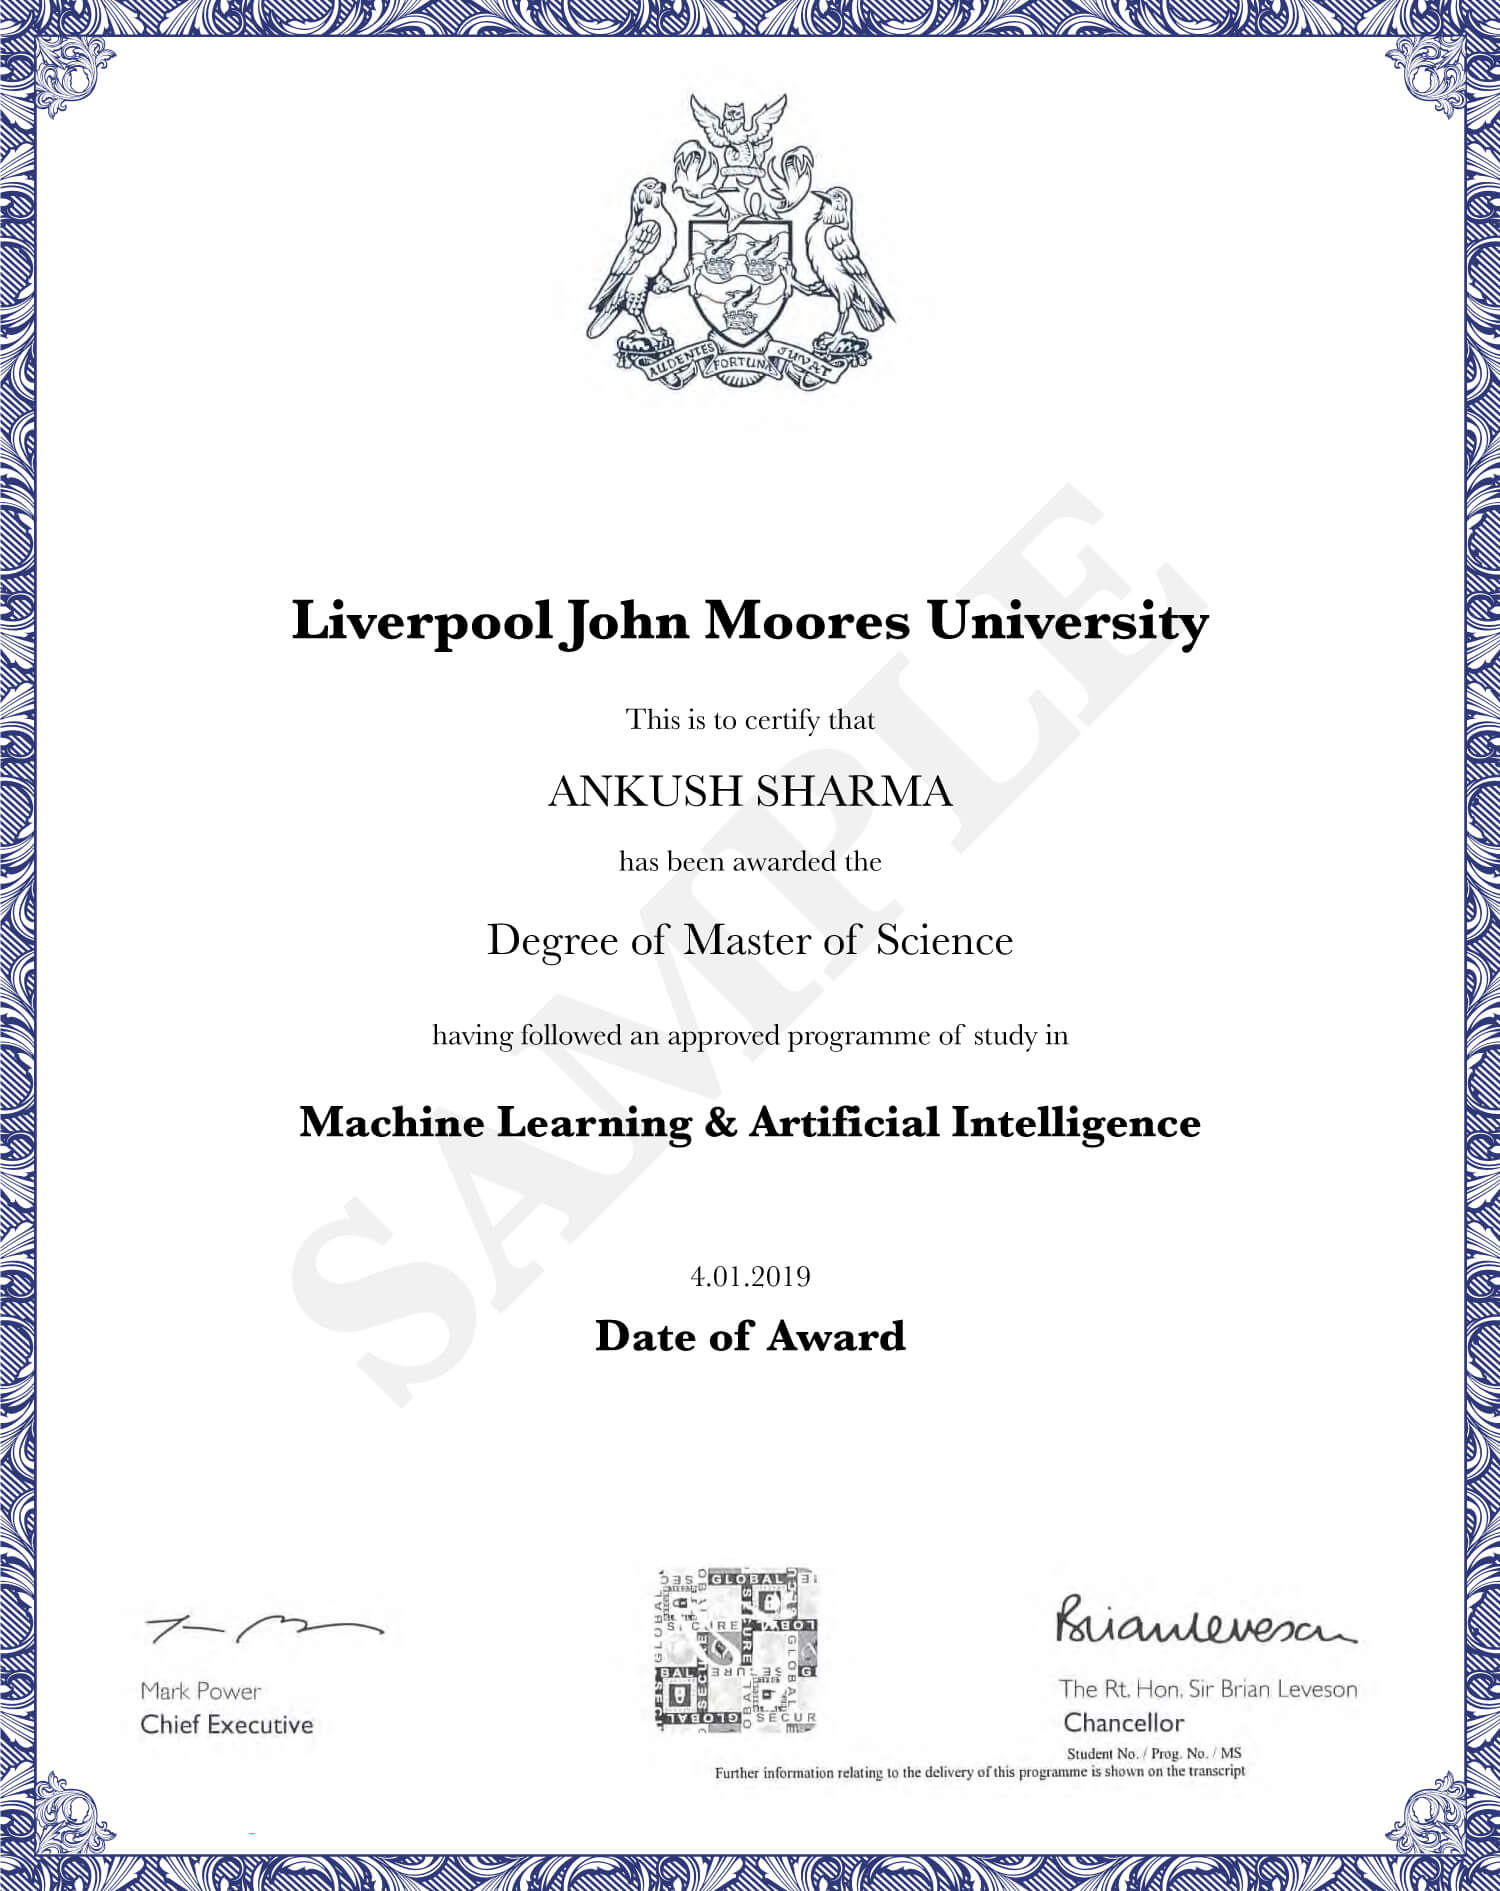 AUDENTES FORTUNA JUVAT
Liverpool John Moores University
This is to certify that
ANKUSH SHARMA
has been awarded the
Degree of Master of Science
having followed an approved programme of study in
Machine Learning & Artificial Intelligence
SAMPLE
4.01.2019
Date of Award
Mark Power
Chief Executive
GLOBAL
SECURE
Brian Leveson
The Rt. Hon. Sir Brian Leveson
Chancellor
Student No. / Prog. No. / MS
Further information relating to the delivery of this programme is shown on the transcript